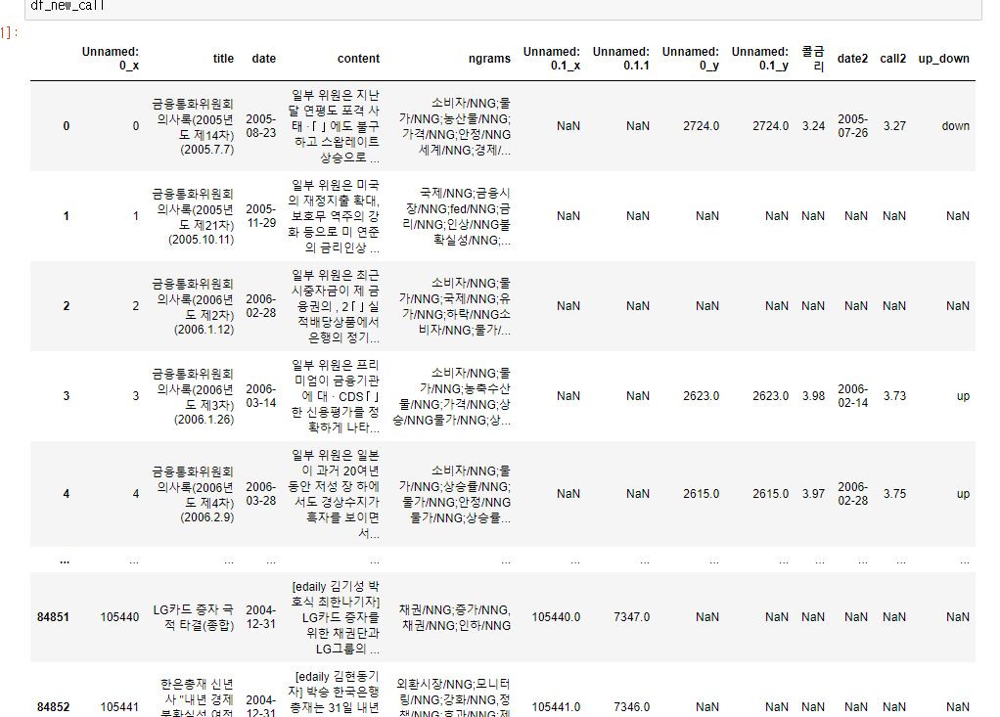 df_new_call
1]:
Unnamed: 0_x title date content ngrams Unnamed: 0.1_x Unnamed: 0.1.1 Unnamed: 0_y Unnamed: 0.1_y 콜금리 date2 call2 up_down
0 0 금융통화위원회 의사록(2005년도 제14차)(2005.7.7) 2005-08-23 일부 위원은 지난달 연평도 포격 사태 ·「 」 에도 불구하고 스왑레이트 상승으로 ... 소비자/NNG;물가/NNG;농산물/NNG;가격/NNG;안정/NNG세계/NNG;경제/... NaN NaN 2724.0 2724.0 3.24 2005-07-26 3.27 down
1 1 금융통화위원회 의사록(2005년도 제21차)(2005.10.11) 2005-11-29 일부 위원은 미국의 재정지출 확대, 보호무 역주의 강화 등으로 미 연준의 금리인상 ... 국제/NNG;금융시장/NNG;fed/NNG;금리/NNG;인상/NNG불확실성/NNG;... NaN NaN NaN NaN NaN NaN NaN NaN
2 2 금융통화위원회 의사록(2006년도 제2차)(2006.1.12) 2006-02-28 일부 위원은 최근 시중자금이 제 금융권의 , 2「 」 실적배당상품에서 은행의 정기... 소비자/NNG;물가/NNG;국제/NNG;유가/NNG;하락/NNG소비자/NNG;물가/... NaN NaN NaN NaN NaN NaN NaN NaN
3 3 금융통화위원회 의사록(2006년도 제3차)(2006.1.26) 2006-03-14 일부 위원은 프리미엄이 금융기관에 대 · CDS「 」 한 신용평가를 정확하게 나타... 소비자/NNG;물가/NNG;농축수산물/NNG;가격/NNG;상승/NNG물가/NNG;상... NaN NaN 2623.0 2623.0 3.98 2006-02-14 3.73 up
4 4 금융통화위원회 의사록(2006년도 제4차)(2006.2.9) 2006-03-28 일부 위원은 일본이 과거 20여년 동안 저성 장 하에서도 경상수지가 흑자를 보이면서... 소비자/NNG;물가/NNG;상승률/NNG;물가/NNG;안정/NNG물가/NNG;상승률... NaN NaN 2615.0 2615.0 3.97 2006-02-28 3.75 up
... ... ... ... ... ... ... ... ... ... ... ... ... ...
84851 105440 LG카드 증자 극적 타결(종합) 2004-12-31 [edaily 김기성 박호식 최한나기자] LG카드 증자를 위한 채권단과 LG그룹의 ... 채권/NNG;증가/NNG,채권/NNG;인하/NNG 105440.0 7347.0 NaN NaN NaN NaN NaN NaN
84852 105441 한은총재 신년사 "내년 경제 불확실성 여전 2004-12-31 [edaily 김현동기자] 박승 한국은행 총재는 31일 내년 외환시장/NNG;모니터링/NNG;강화/NNG,정책/NNG;효과/NNG;제 105441.0 7346.0 NaN NaN NaN NaN NaN NaN